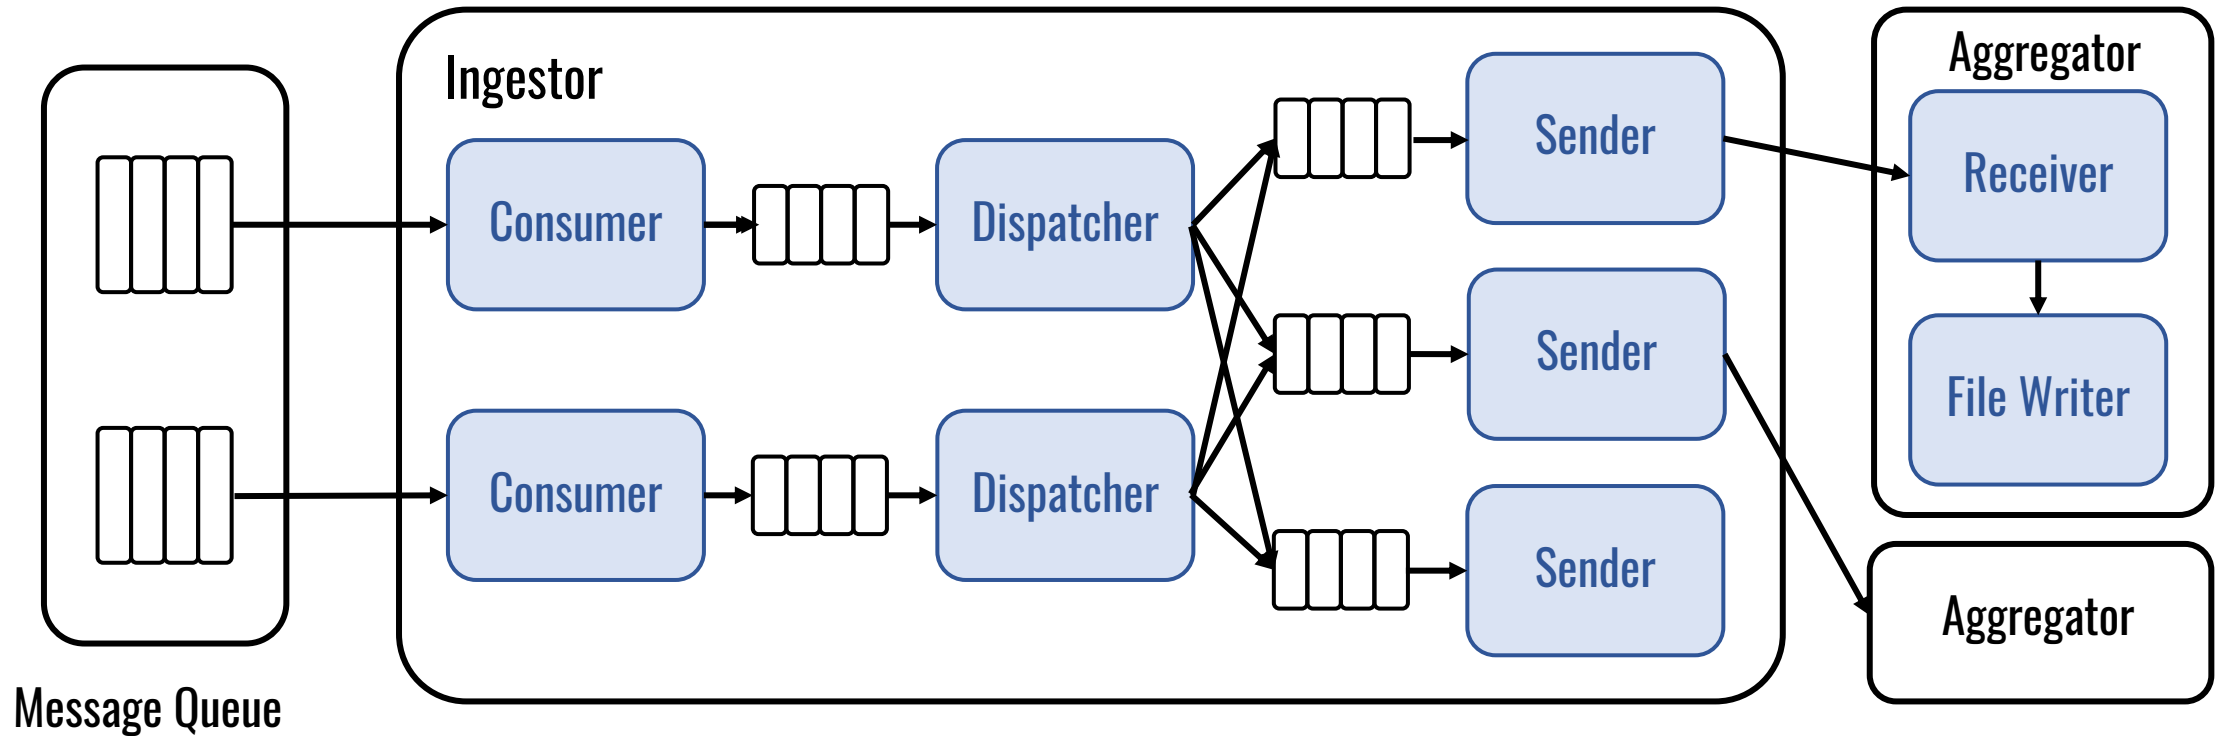 Ingestor
Aggregator
Consumer
Dispatcher
Sender
Receiver
Sender
File Writer
Consumer
Dispatcher
Sender
Aggregator
Message Queue